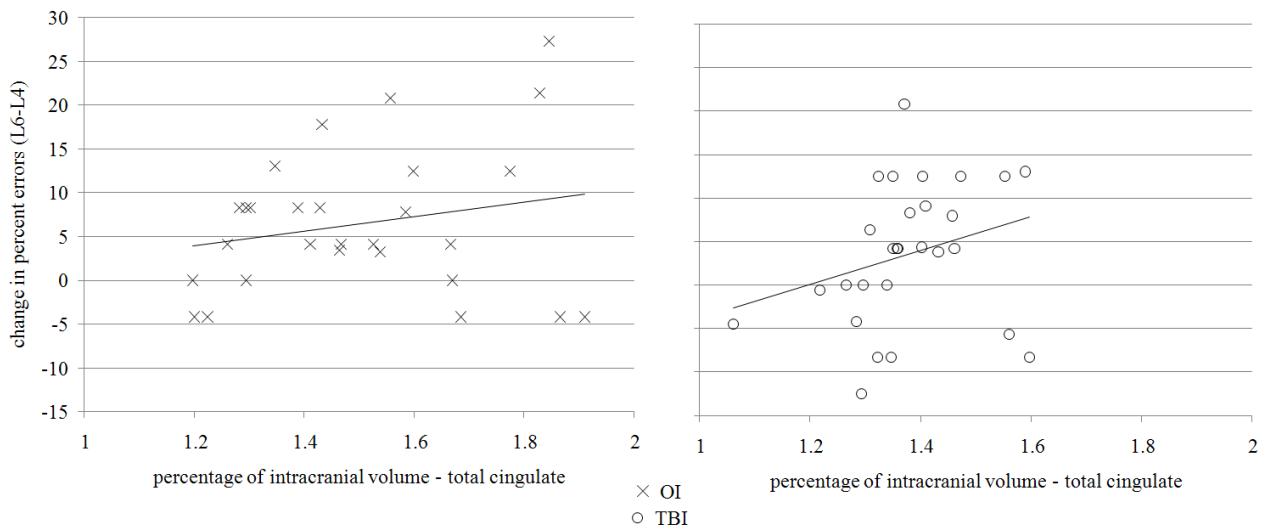 change in percent errors (L6-L4)
30
25
20
15
10
5
0
-5
-10
-15
1 1.2 1.4 1.6 1.8 2
percentage of intracranial volume - total cingulate
1 1.2 1.4 1.6 1.8 2
percentage of intracranial volume - total cingulate
OI
TBI